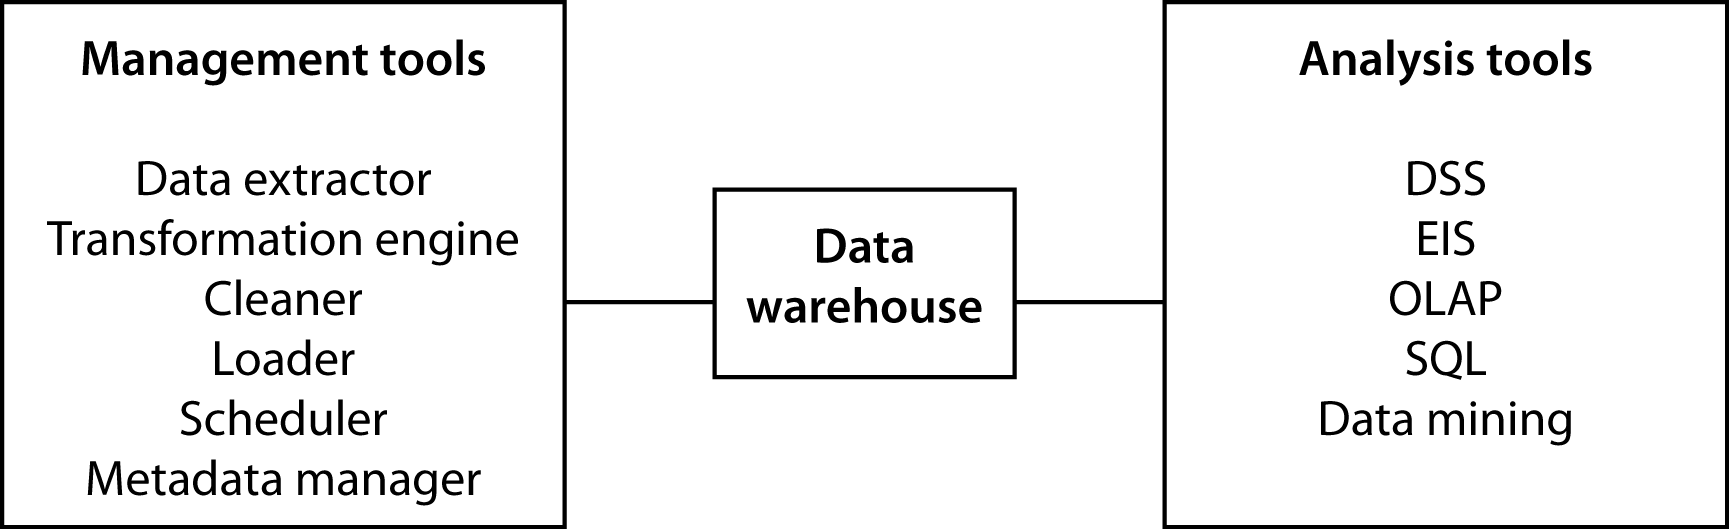 Management tools
Data extractor
Transformation engine
Cleaner
Loader
Scheduler
Metadata manager
Data
warehouse
Analysis tools
DSS
EIS
OLAP
SQL
Data mining